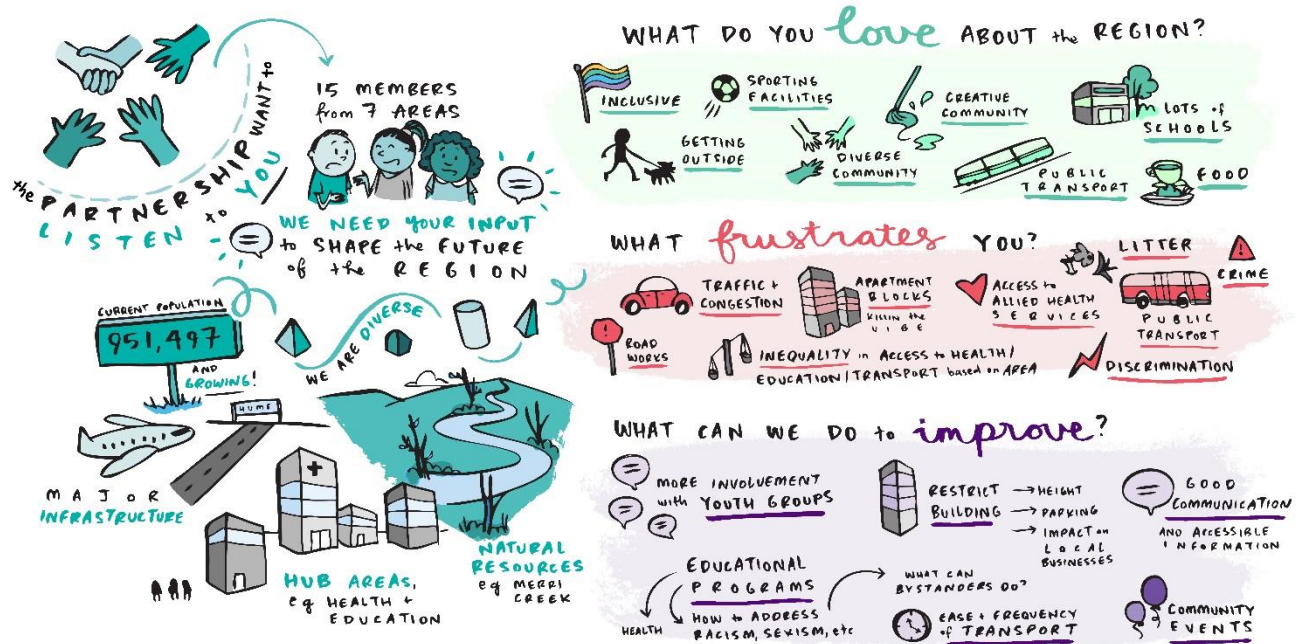 the PARTNERSHIP WANT to
LISTEN to YOU
15 MEMBERS
from 7 AREAS
WE NEED YOUR INPUT
to SHAPE the FUTURE
of the REGION
CURRENT POPULATION
951,497
AND
GROWING!
WE ARE DIVERSE
HUME
MAJOR
INFRASTRUCTURE
HUB AREAS,
eg HEALTH +
EDUCATION
NATURAL
RESOURCES
eg MERRI
CREEK
WHAT DO YOU love ABOUT the REGION?
INCLUSIVE
SPORTING
FACILITIES
CREATIVE
COMMUNITY
LOTS of
SCHOOLS
GETTING
OUTSIDE
DIVERSE
COMMUNITY
PUBLIC
TRANSPORT
FOOD
WHAT frustrates YOU?
TRAFFIC +
CONGESTION
APARTMENT
BLOCKS
KILLIN the
VIBE
ACCESS to
ALLIED HEALTH
SERVICES
LITTER
CRIME
PUBLIC
TRANSPORT
ROAD
WORKS
INEQUALITY in ACCESS to HEALTH/
EDUCATION/TRANSPORT based on AREA
DISCRIMINATION
WHAT CAN WE DO to improve?
MORE INVOLVEMENT
with YOUTH GROUPS
RESTRICT
BUILDING
→ HEIGHT
→ PARKING
→ IMPACT on
LOCAL
BUSINESSES
GOOD
COMMUNICATION
AND ACCESSIBLE
INFORMATION
EDUCATIONAL
PROGRAMS
HEALTH
HOW to ADDRESS
RACISM, SEXISM, etc
WHAT CAN
BYSTANDERS DO?
EASE + FREQUENCY
of TRANSPORT
COMMUNITY
EVENTS